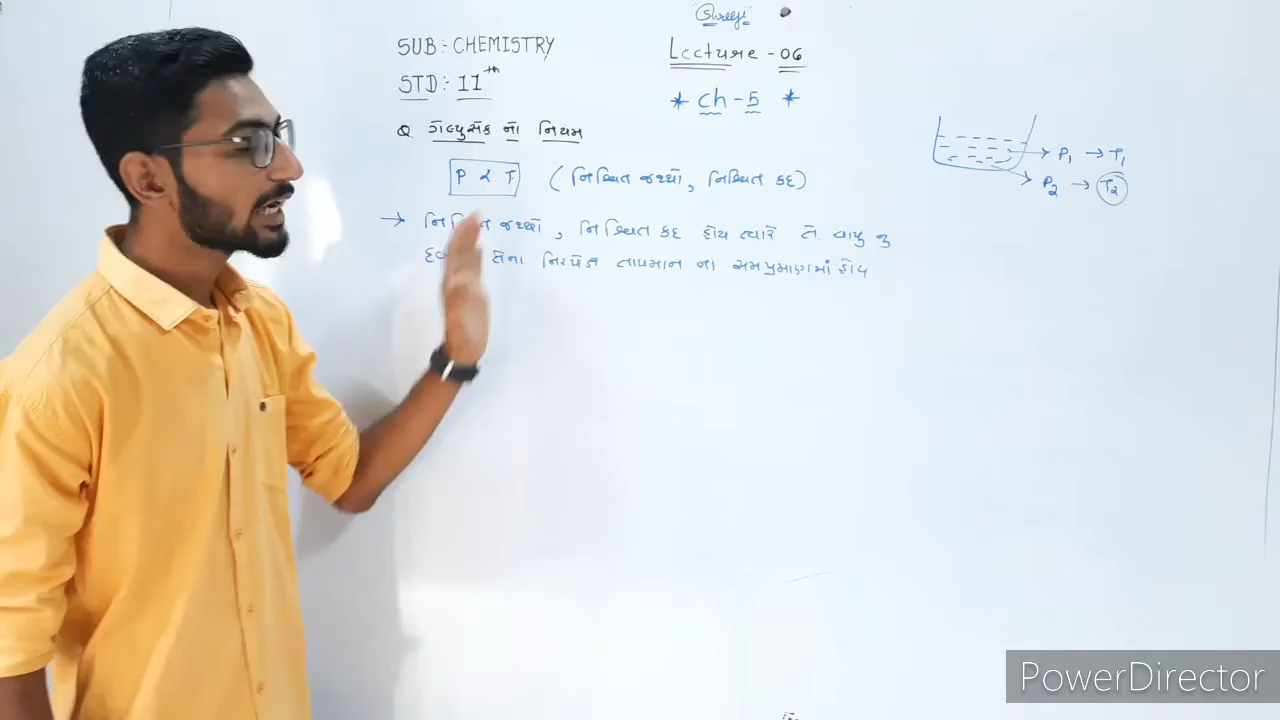 Shreeji
SUB : CHEMISTRY
Lecture - 06
STD : 11th
* Ch - 5 *
Q. ગેલ્યુસેક નો નિયમ
P ∝ T (નિશ્ચિત જથ્થો, નિશ્ચિત કદ)
→ નિશ્ચિત જથ્થો, નિશ્ચિત કદ હોય ત્યારે તે વાયુ નુ
તેના નિરપેક્ષ તાપમાન ના સમપ્રમાણમાં હોય
P₁ → T₁
P₂ → T₂
PowerDirector